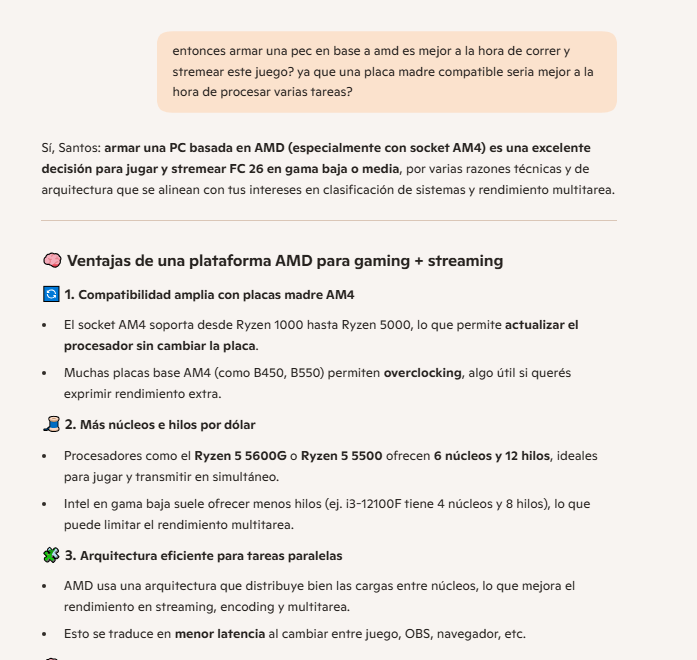 entonces armar una pec en base a amd es mejor a la hora de correr y
stremear este juego? ya que una placa madre compatible seria mejor a la
hora de procesar varias tareas?
Sí, Santos: armar una PC basada en AMD (especialmente con socket AM4) es una excelente
decisión para jugar y stremear FC 26 en gama baja o media, por varias razones técnicas y de
arquitectura que se alinean con tus intereses en clasificación de sistemas y rendimiento multitarea.
🧠 Ventajas de una plataforma AMD para gaming + streaming
🔄 1. Compatibilidad amplia con placas madre AM4
• El socket AM4 soporta desde Ryzen 1000 hasta Ryzen 5000, lo que permite actualizar el
procesador sin cambiar la placa.
• Muchas placas base AM4 (como B450, B550) permiten overclocking, algo útil si querés
exprimir rendimiento extra.
🧵 2. Más núcleos e hilos por dólar
• Procesadores como el Ryzen 5 5600G o Ryzen 5 5500 ofrecen 6 núcleos y 12 hilos, ideales
para jugar y transmitir en simultáneo.
• Intel en gama baja suele ofrecer menos hilos (ej. i3-12100F tiene 4 núcleos y 8 hilos), lo que
puede limitar el rendimiento multitarea.
🧩 3. Arquitectura eficiente para tareas paralelas
• AMD usa una arquitectura que distribuye bien las cargas entre núcleos, lo que mejora el
rendimiento en streaming, encoding y multitarea.
• Esto se traduce en menor latencia al cambiar entre juego, OBS, navegador, etc.